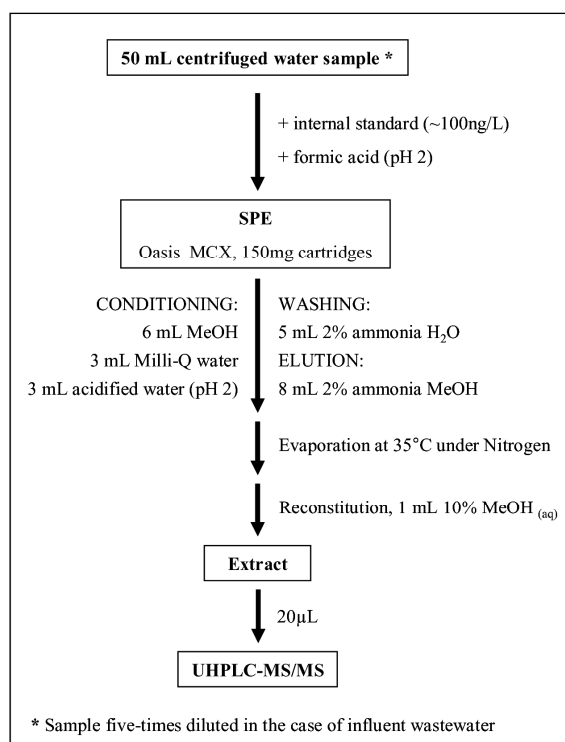 50 mL centrifuged water sample *
+ internal standard (~100ng/L)
+ formic acid (pH 2)
SPE
Oasis MCX, 150mg cartridges
CONDITIONING:
6 mL MeOH
3 mL Milli-Q water
3 mL acidified water (pH 2)
WASHING:
5 mL 2% ammonia H₂O
ELUTION:
8 mL 2% ammonia MeOH
Evaporation at 35°C under Nitrogen
Reconstitution, 1 mL 10% MeOH (aq)
Extract
20µL
UHPLC-MS/MS
* Sample five-times diluted in the case of influent wastewater